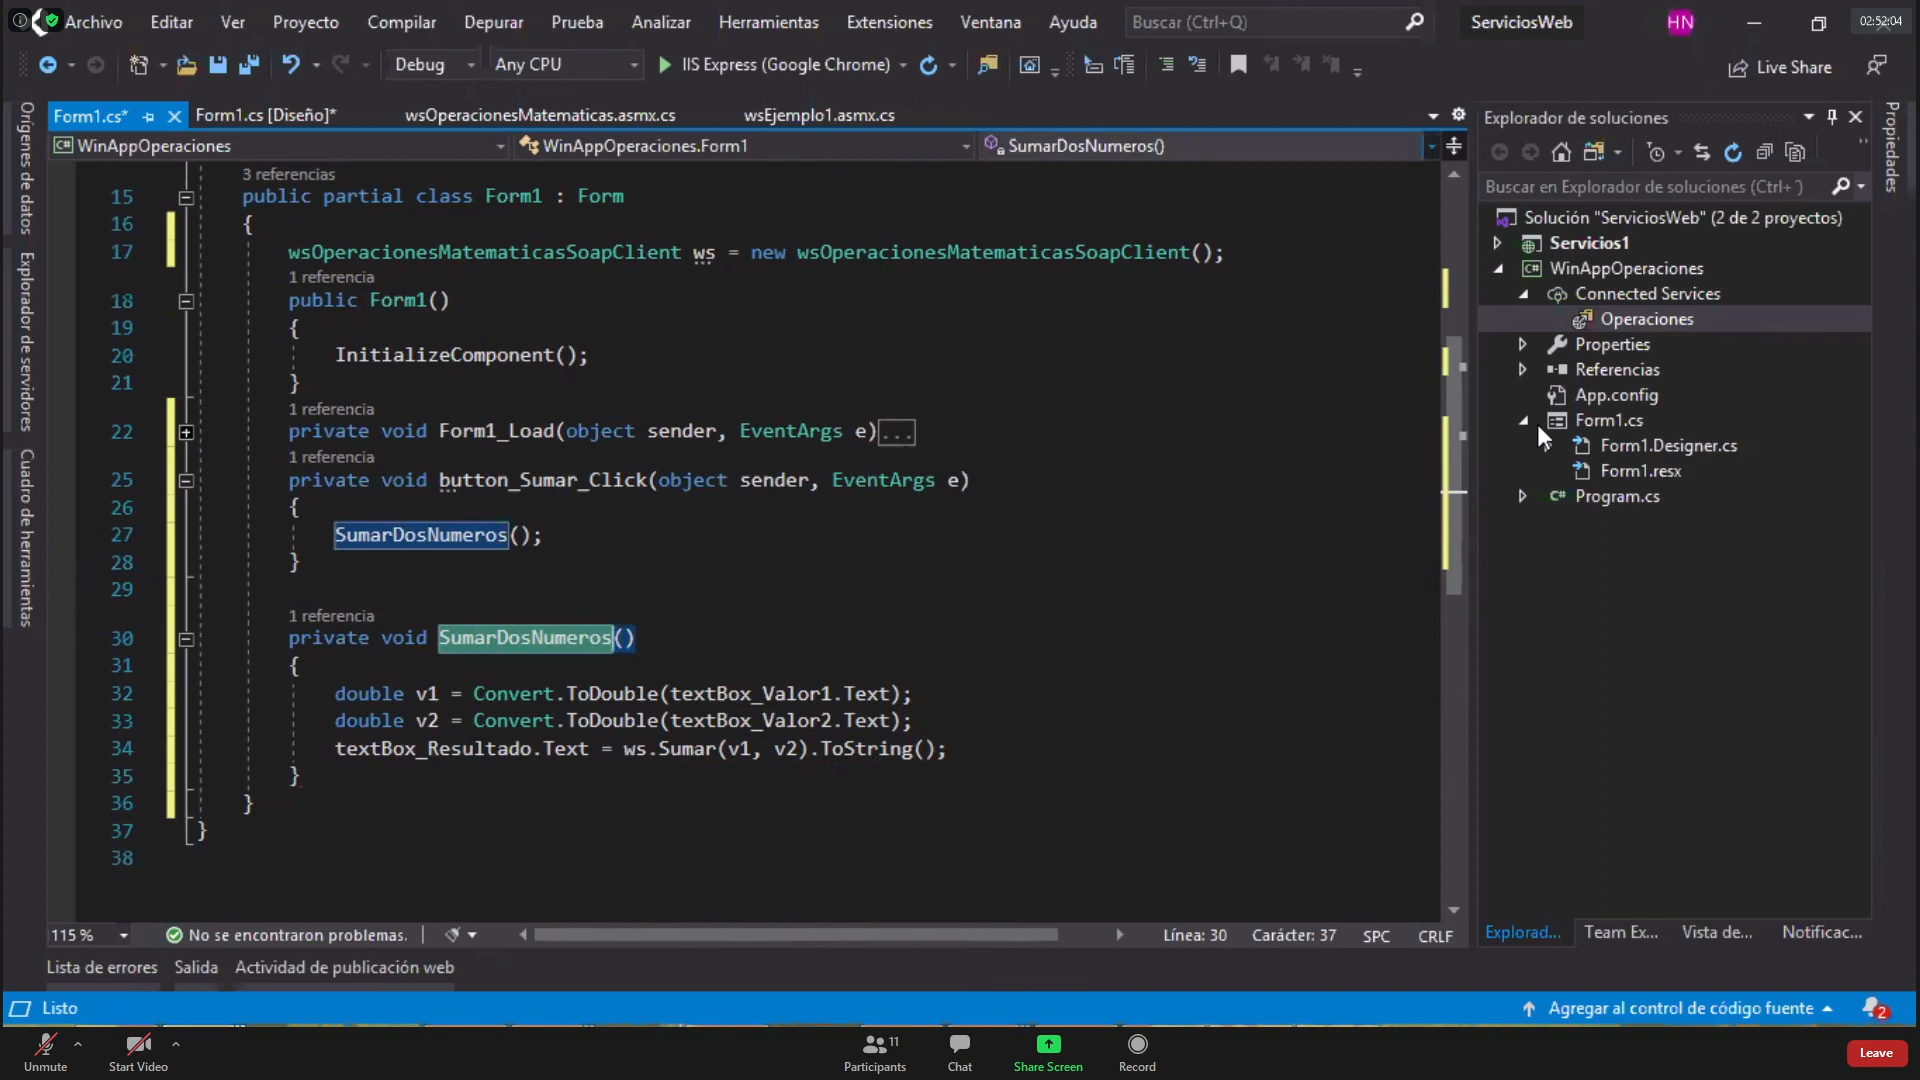 Archivo Editar Ver Proyecto Compilar Depurar Prueba Analizar Herramientas Extensiones Ventana Ayuda Buscar (Ctrl+Q) ServiciosWeb HN 02:52:04
Debug Any CPU IIS Express (Google Chrome) Live Share
Form1.cs* Form1.cs [Diseño]* wsOperacionesMatematicas.asmx.cs wsEjemplo1.asmx.cs
WinAppOperaciones WinAppOperaciones.Form1 SumarDosNumeros()
Orígenes de datos
Explorador de servidores
Cuadro de herramientas
3 referencias
15 public partial class Form1 : Form
16 {
17 wsOperacionesMatematicasSoapClient ws = new wsOperacionesMatematicasSoapClient();
1 referencia
18 public Form1()
19 {
20 InitializeComponent();
21 }
1 referencia
22 private void Form1_Load(object sender, EventArgs e)...
1 referencia
25 private void button_Sumar_Click(object sender, EventArgs e)
26 {
27 SumarDosNumeros();
28 }
29
1 referencia
30 private void SumarDosNumeros()
31 {
32 double v1 = Convert.ToDouble(textBox_Valor1.Text);
33 double v2 = Convert.ToDouble(textBox_Valor2.Text);
34 textBox_Resultado.Text = ws.Sumar(v1, v2).ToString();
35 }
36 }
37 }
38
115 % No se encontraron problemas. Línea: 30 Carácter: 37 SPC CRLF
Explorador de soluciones
Buscar en Explorador de soluciones (Ctrl+ ´)
Solución "ServiciosWeb" (2 de 2 proyectos)
Servicios1
C# WinAppOperaciones
Connected Services
Operaciones
Properties
Referencias
App.config
Form1.cs
Form1.Designer.cs
Form1.resx
C# Program.cs
Explorad... Team Ex... Vista de... Notificac...
Propiedades
Lista de errores Salida Actividad de publicación web
Listo Agregar al control de código fuente 2
Unmute Start Video Participants 11 Chat Share Screen Record Leave